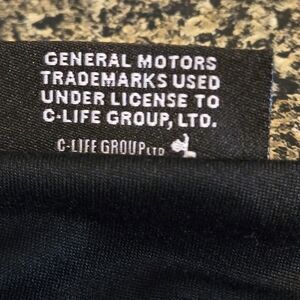 GENERAL MOTORS
TRADEMARKS USED
UNDER LICENSE TO
C-LIFE GROUP, LTD.
C-LIFE GROUP LTD